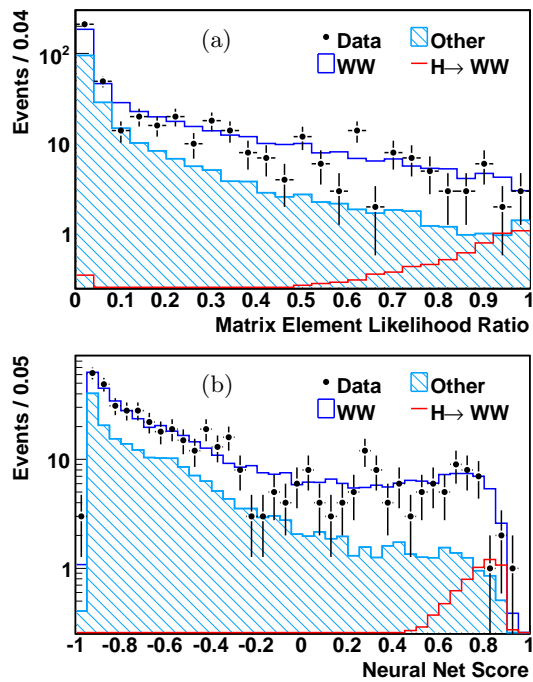 Events / 0.04
10²
10
1
(a)
Data
Other
WW
H→ WW
0 0.1 0.2 0.3 0.4 0.5 0.6 0.7 0.8 0.9 1
Matrix Element Likelihood Ratio
Events / 0.05
10
1
(b)
Data
Other
WW
H→ WW
-1 -0.8 -0.6 -0.4 -0.2 0 0.2 0.4 0.6 0.8 1
Neural Net Score